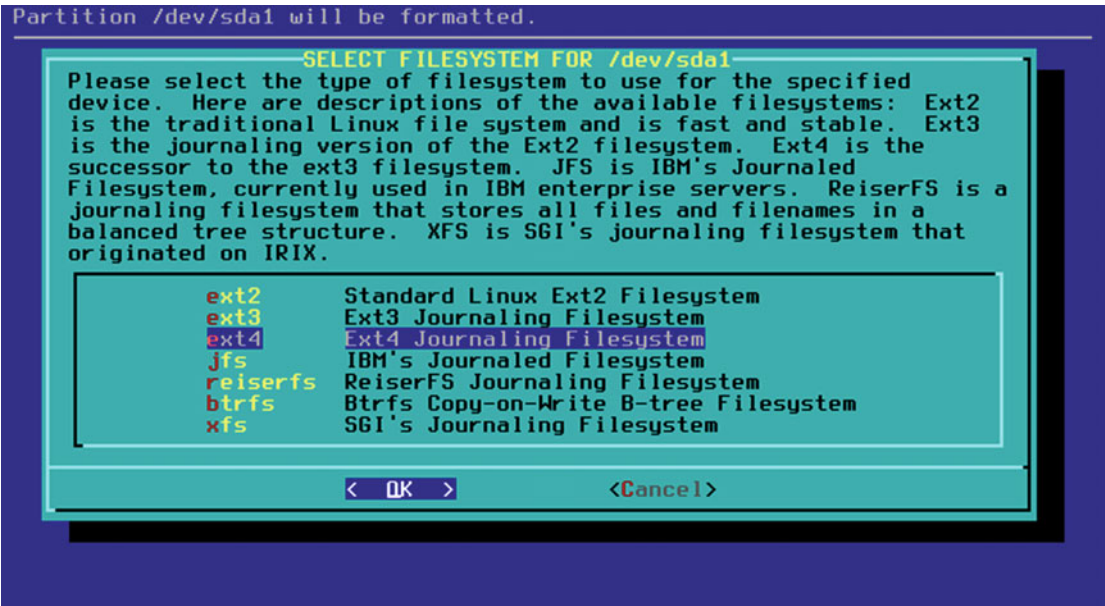 Partition /dev/sda1 will be formatted.
SELECT FILESYSTEM FOR /dev/sda1
Please select the type of filesystem to use for the specified
device.  Here are descriptions of the available filesystems:  Ext2
is the traditional Linux file system and is fast and stable.  Ext3
is the journaling version of the Ext2 filesystem.  Ext4 is the
successor to the ext3 filesystem.  JFS is IBM's Journaled
Filesystem, currently used in IBM enterprise servers.  ReiserFS is a
journaling filesystem that stores all files and filenames in a
balanced tree structure.  XFS is SGI's journaling filesystem that
originated on IRIX.
ext2 Standard Linux Ext2 Filesystem
ext3 Ext3 Journaling Filesystem
ext4 Ext4 Journaling Filesystem
jfs IBM's Journaled Filesystem
reiserfs ReiserFS Journaling Filesystem
btrfs Btrfs Copy-on-Write B-tree Filesystem
xfs SGI's Journaling Filesystem
< OK > <Cancel>